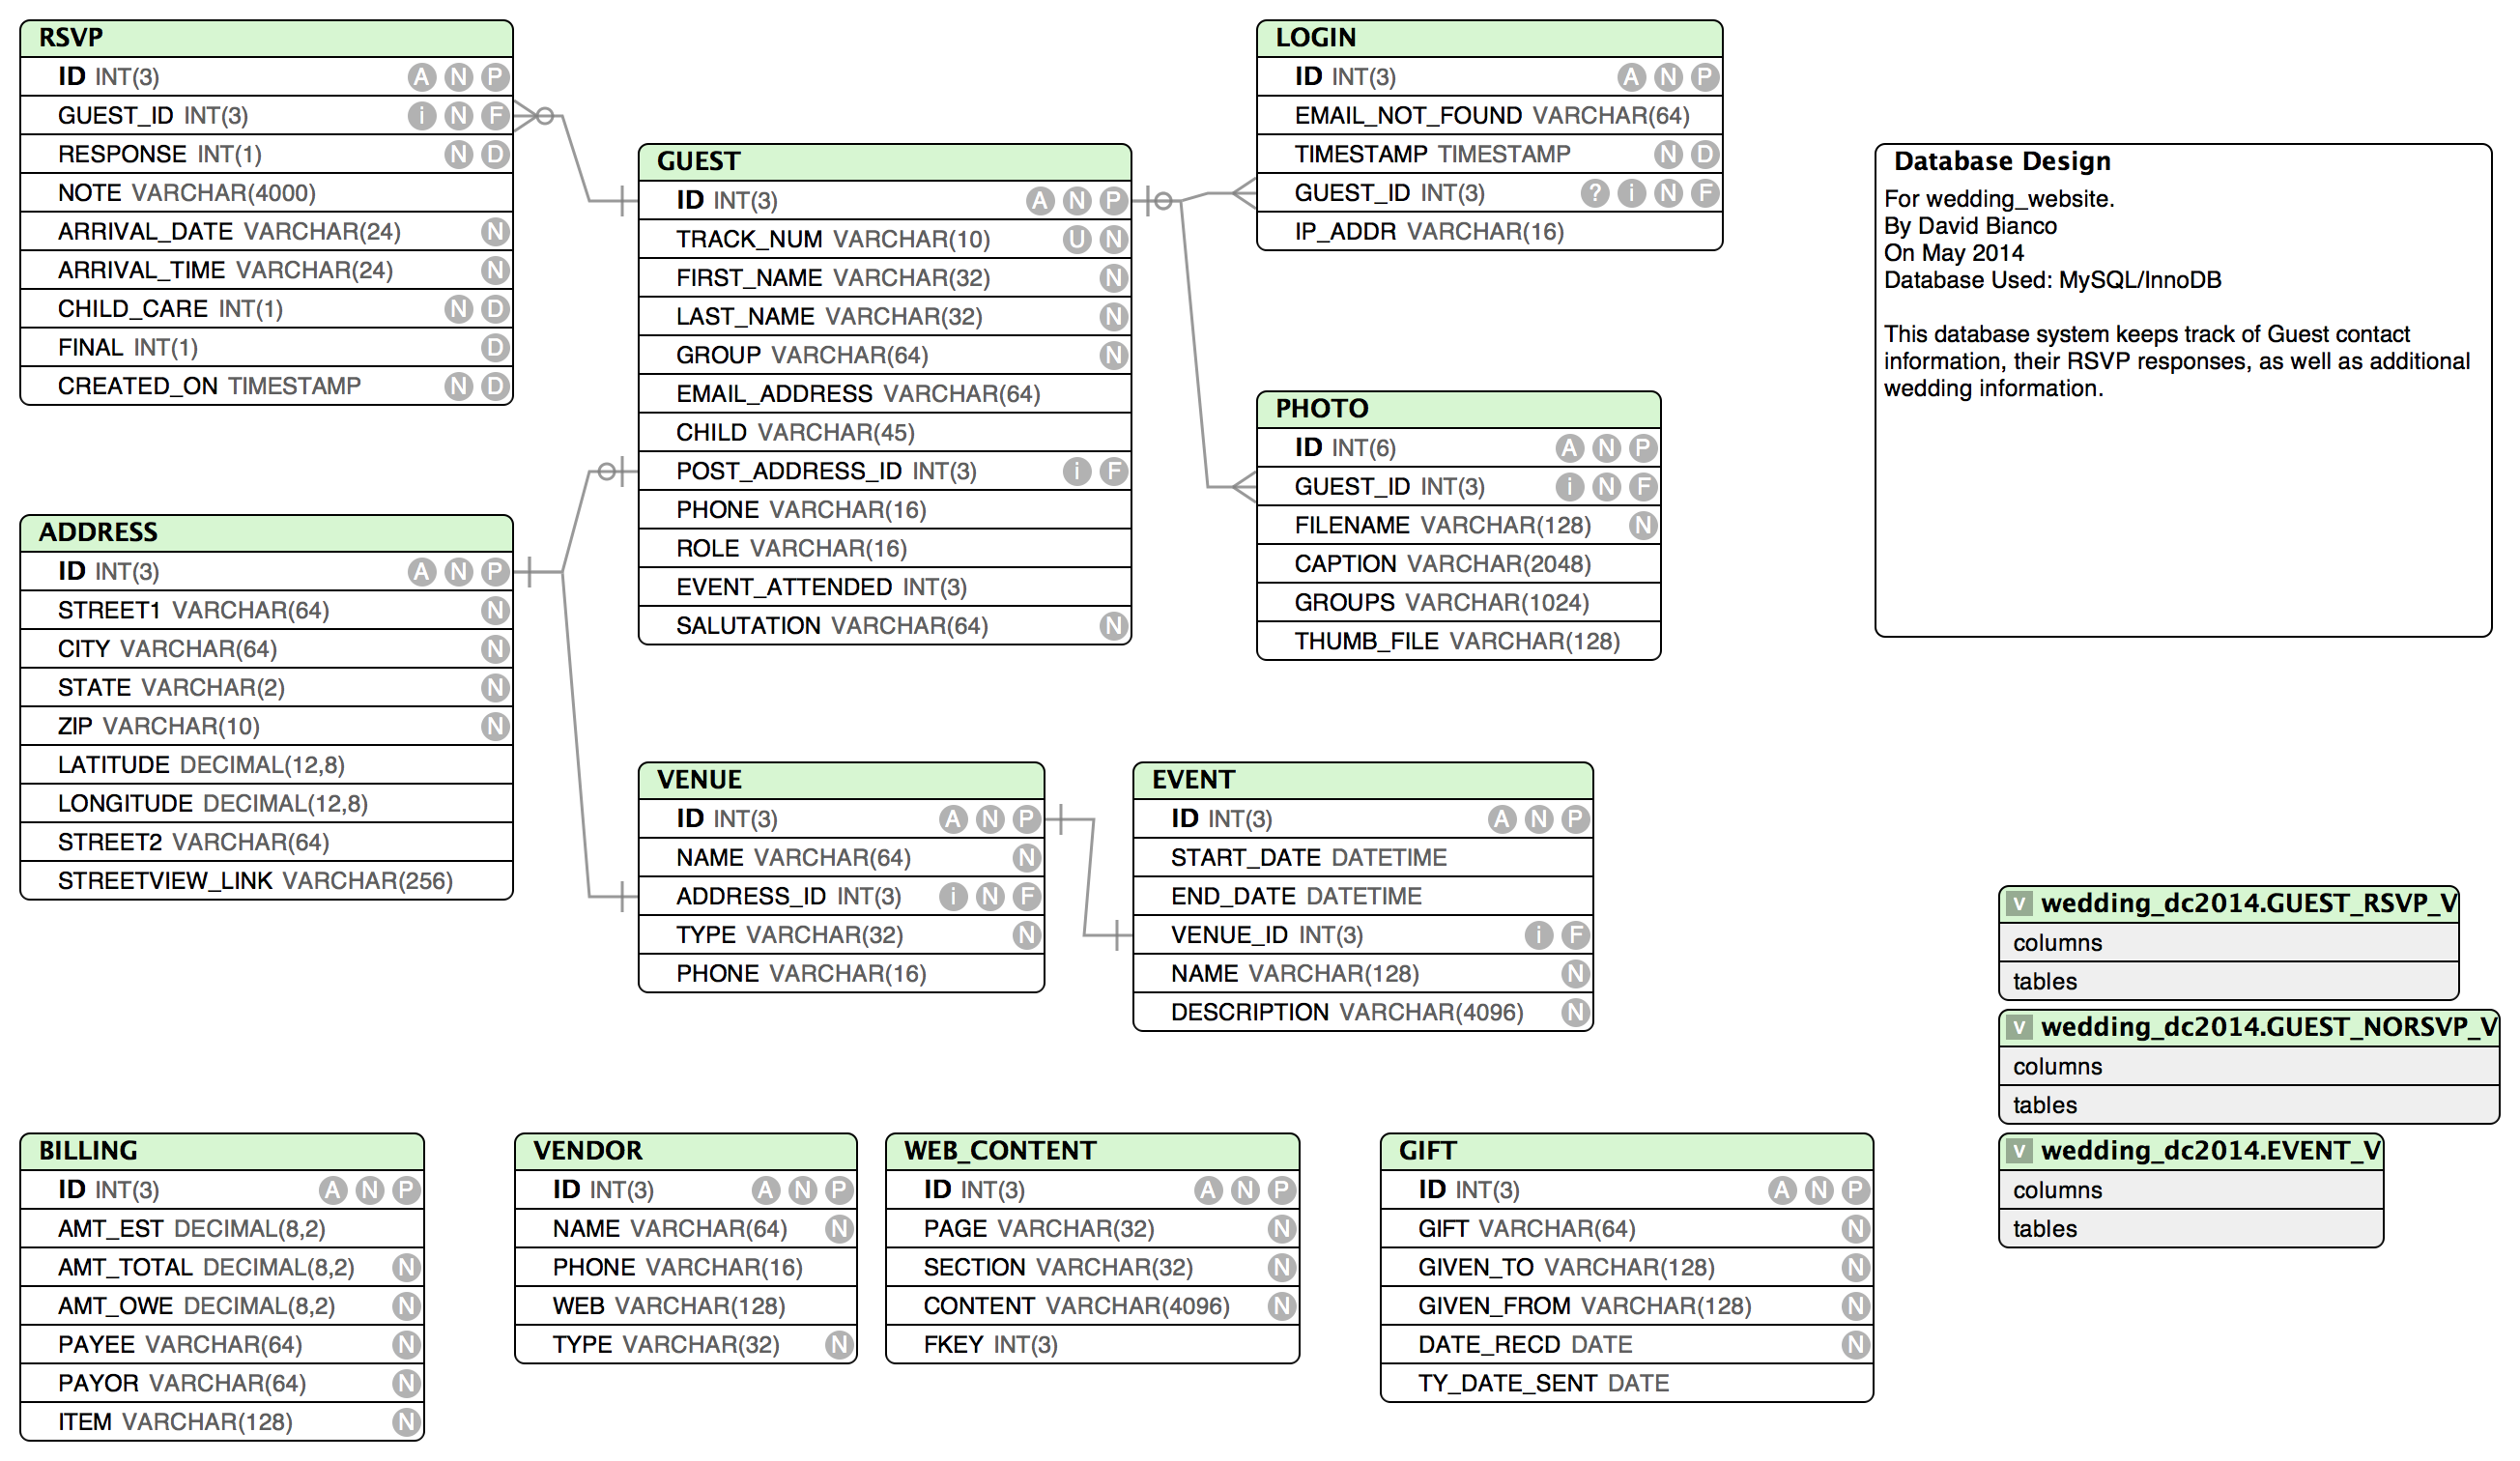 RSVP
ID INT(3) A N P
GUEST_ID INT(3) i N F
RESPONSE INT(1) N D
NOTE VARCHAR(4000)
ARRIVAL_DATE VARCHAR(24) N
ARRIVAL_TIME VARCHAR(24) N
CHILD_CARE INT(1) N D
FINAL INT(1) D
CREATED_ON TIMESTAMP N D
GUEST
ID INT(3) A N P
TRACK_NUM VARCHAR(10) U N
FIRST_NAME VARCHAR(32) N
LAST_NAME VARCHAR(32) N
GROUP VARCHAR(64) N
EMAIL_ADDRESS VARCHAR(64)
CHILD VARCHAR(45)
POST_ADDRESS_ID INT(3) i F
PHONE VARCHAR(16)
ROLE VARCHAR(16)
EVENT_ATTENDED INT(3)
SALUTATION VARCHAR(64) N
LOGIN
ID INT(3) A N P
EMAIL_NOT_FOUND VARCHAR(64)
TIMESTAMP TIMESTAMP N D
GUEST_ID INT(3) ? i N F
IP_ADDR VARCHAR(16)
PHOTO
ID INT(6) A N P
GUEST_ID INT(3) i N F
FILENAME VARCHAR(128) N
CAPTION VARCHAR(2048)
GROUPS VARCHAR(1024)
THUMB_FILE VARCHAR(128)
Database Design
For wedding_website.
By David Bianco
On May 2014
Database Used: MySQL/InnoDB
This database system keeps track of Guest contact
information, their RSVP responses, as well as additional
wedding information.
ADDRESS
ID INT(3) A N P
STREET1 VARCHAR(64) N
CITY VARCHAR(64) N
STATE VARCHAR(2) N
ZIP VARCHAR(10) N
LATITUDE DECIMAL(12,8)
LONGITUDE DECIMAL(12,8)
STREET2 VARCHAR(64)
STREETVIEW_LINK VARCHAR(256)
VENUE
ID INT(3) A N P
NAME VARCHAR(64) N
ADDRESS_ID INT(3) i N F
TYPE VARCHAR(32) N
PHONE VARCHAR(16)
EVENT
ID INT(3) A N P
START_DATE DATETIME
END_DATE DATETIME
VENUE_ID INT(3) i F
NAME VARCHAR(128) N
DESCRIPTION VARCHAR(4096) N
v wedding_dc2014.GUEST_RSVP_V
columns
tables
v wedding_dc2014.GUEST_NORSVP_V
columns
tables
v wedding_dc2014.EVENT_V
columns
tables
BILLING
ID INT(3) A N P
AMT_EST DECIMAL(8,2)
AMT_TOTAL DECIMAL(8,2) N
AMT_OWE DECIMAL(8,2) N
PAYEE VARCHAR(64) N
PAYOR VARCHAR(64) N
ITEM VARCHAR(128) N
VENDOR
ID INT(3) A N P
NAME VARCHAR(64) N
PHONE VARCHAR(16)
WEB VARCHAR(128)
TYPE VARCHAR(32) N
WEB_CONTENT
ID INT(3) A N P
PAGE VARCHAR(32) N
SECTION VARCHAR(32) N
CONTENT VARCHAR(4096) N
FKEY INT(3)
GIFT
ID INT(3) A N P
GIFT VARCHAR(64) N
GIVEN_TO VARCHAR(128) N
GIVEN_FROM VARCHAR(128) N
DATE_RECD DATE N
TY_DATE_SENT DATE